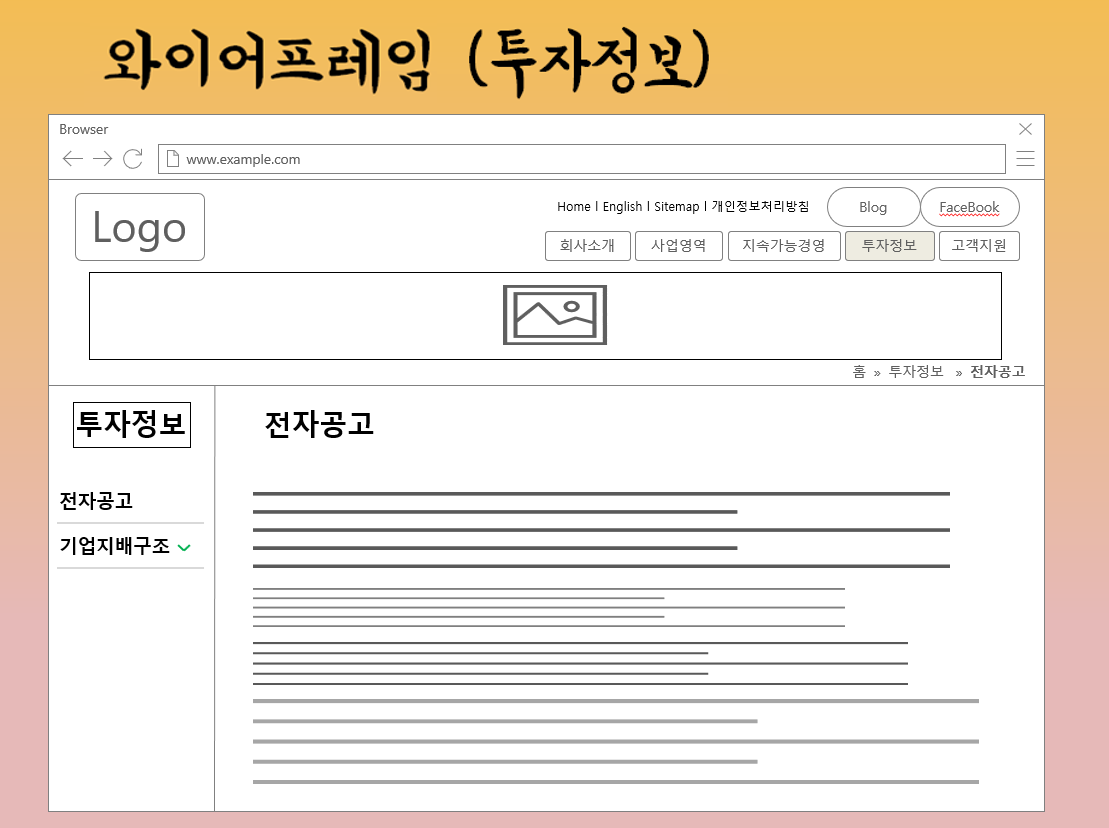 와이어프레임 (투자정보)
Browser
www.example.com
Logo
Home l English l Sitemap l 개인정보처리방침
Blog
FaceBook
회사소개 사업영역 지속가능경영 투자정보 고객지원
홈 » 투자정보 » 전자공고
투자정보
전자공고
전자공고
기업지배구조